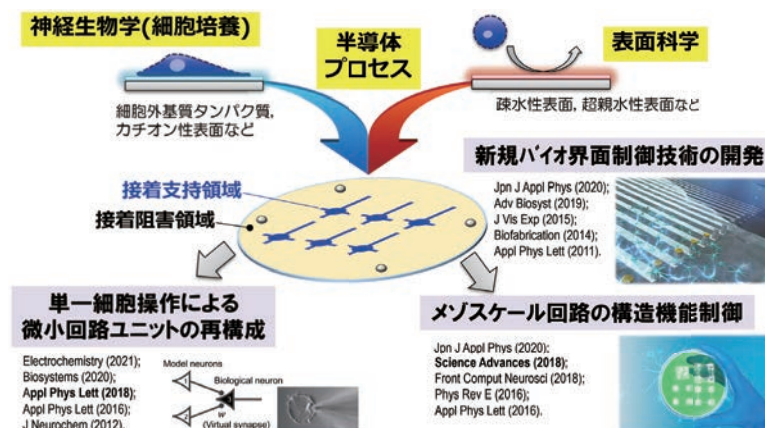 神経生物学(細胞培養)
半導体
プロセス
表面科学
細胞外基質タンパク質,
カチオン性表面など
疎水性表面, 超親水性表面など
新規バイオ界面制御技術の開発
接着支持領域
接着阻害領域
Jpn J Appl Phys (2020);
Adv Biosyst (2019);
J Vis Exp (2015);
Biofabrication (2014);
Appl Phys Lett (2011).
単一細胞操作による
微小回路ユニットの再構成
Electrochemistry (2021);
Biosystems (2020);
Appl Phys Lett (2018);
Appl Phys Lett (2016);
J Neurochem (2012).
Model neurons
Biological neuron
1
2
w
(Virtual synapse)
メゾスケール回路の構造機能制御
Jpn J Appl Phys (2020);
Science Advances (2018);
Front Comput Neurosci (2018);
Phys Rev E (2016);
Appl Phys Lett (2016).